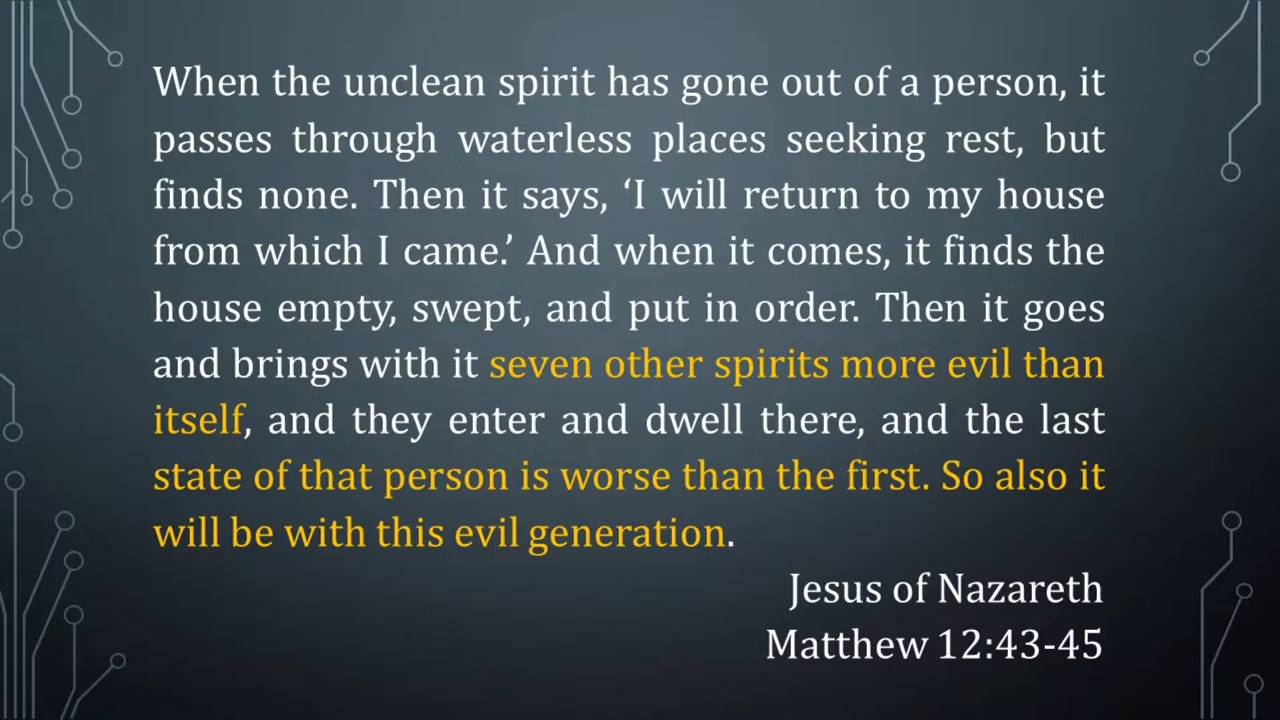 When the unclean spirit has gone out of a person, it
passes through waterless places seeking rest, but
finds none. Then it says, ‘I will return to my house
from which I came.’ And when it comes, it finds the
house empty, swept, and put in order. Then it goes
and brings with it seven other spirits more evil than
itself, and they enter and dwell there, and the last
state of that person is worse than the first. So also it
will be with this evil generation.
Jesus of Nazareth
Matthew 12:43-45